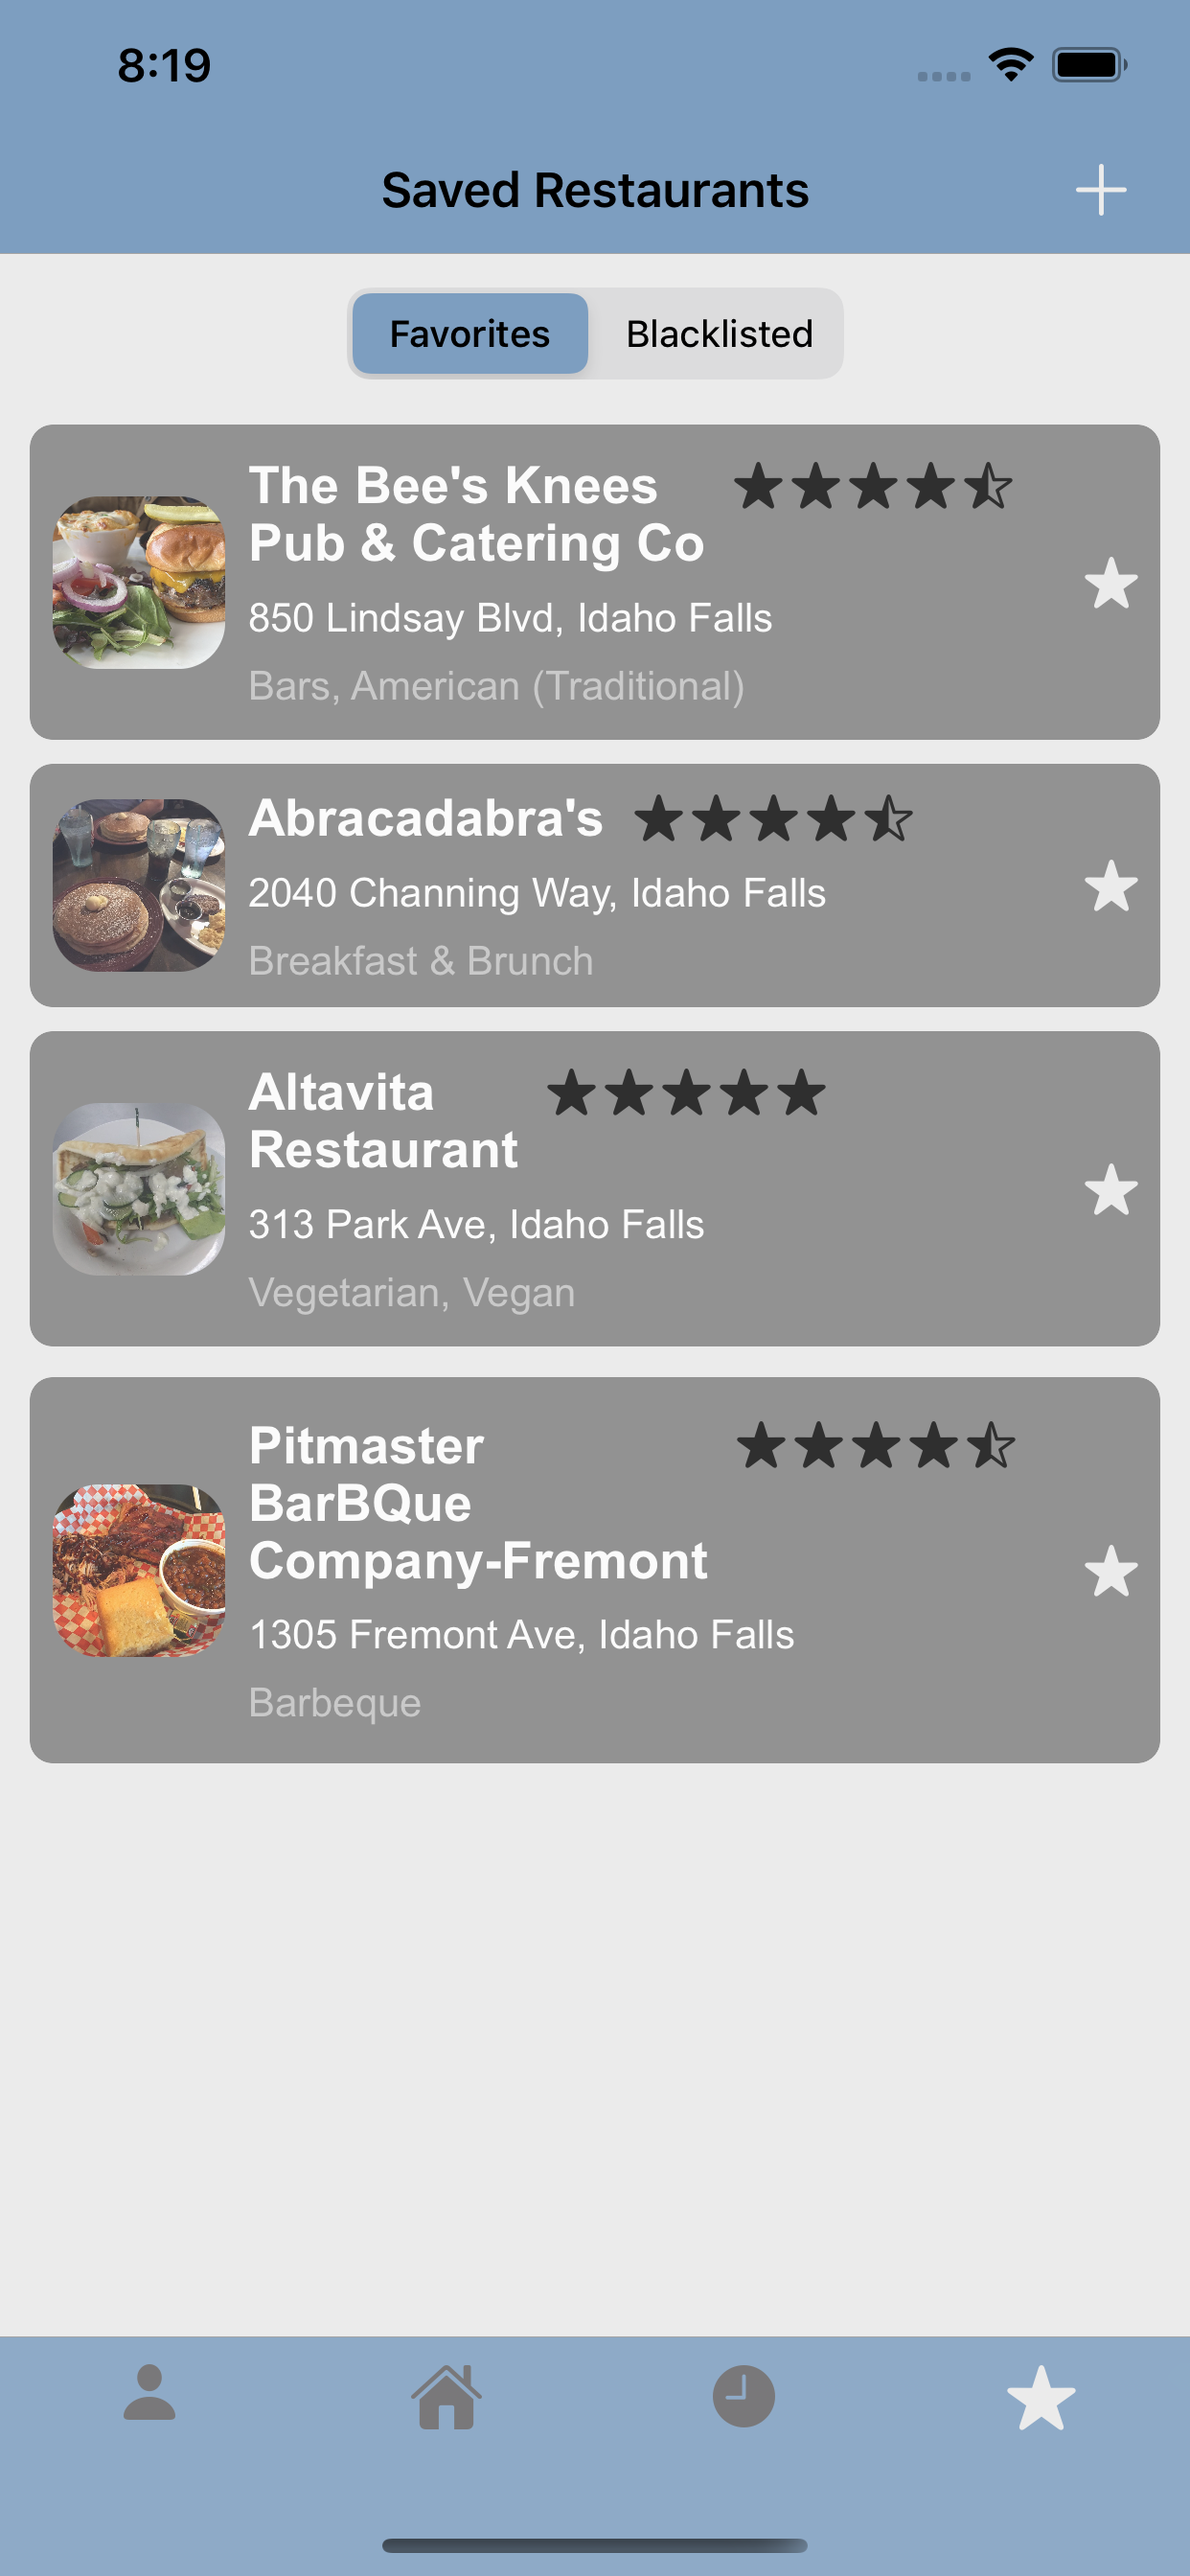 8:19
Saved Restaurants
Favorites
Blacklisted
The Bee's Knees
Pub & Catering Co
850 Lindsay Blvd, Idaho Falls
Bars, American (Traditional)
Abracadabra's
2040 Channing Way, Idaho Falls
Breakfast & Brunch
Altavita
Restaurant
313 Park Ave, Idaho Falls
Vegetarian, Vegan
Pitmaster
BarBQue
Company-Fremont
1305 Fremont Ave, Idaho Falls
Barbeque